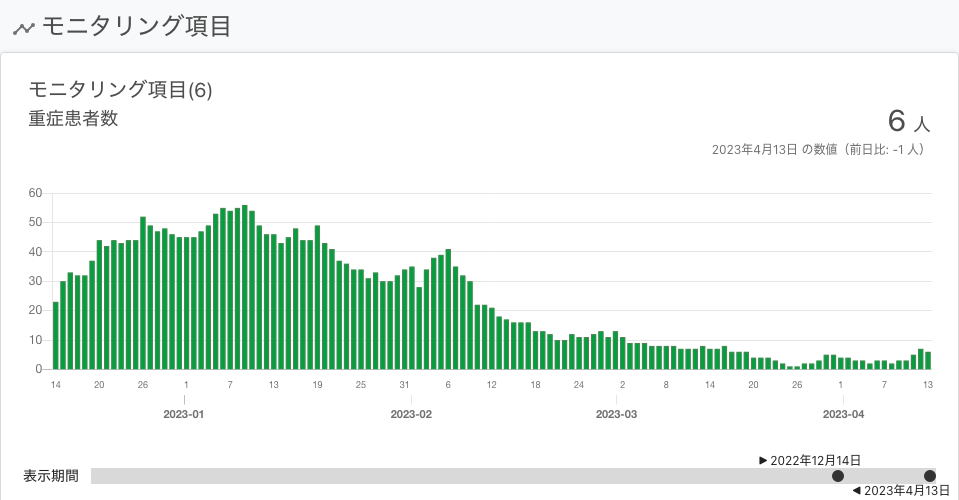 モニタリング項目
モニタリング項目(6)
重症患者数
6 人
2023年4月13日 の数値（前日比: -1 人）
60
50
40
30
20
10
0
14 20 26 1 7 13 19 25 31 6 12 18 24 2 8 14 20 26 1 7 13
2023-01 2023-02 2023-03 2023-04
2022年12月14日
表示期間
2023年4月13日